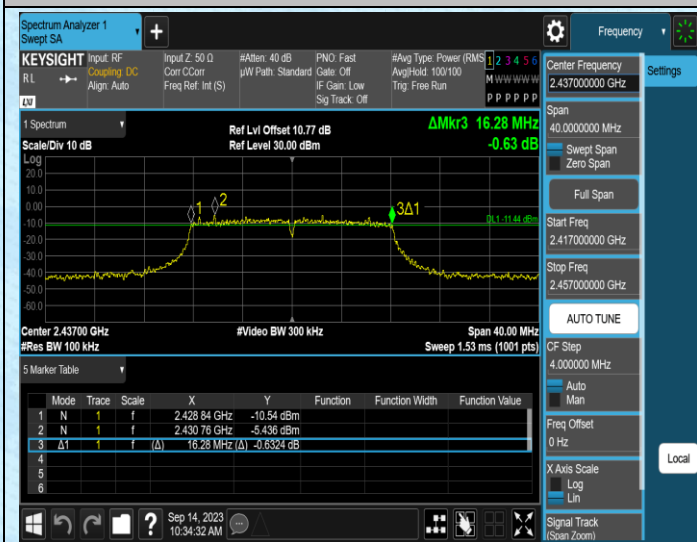 Spectrum Analyzer 1
Swept SA
+
Frequency
KEYSIGHT
RL
LXI
Input: RF
Coupling: DC
Align: Auto
Input Z: 50 Ω
Corr CCorr
Freq Ref: Int (S)
#Atten: 40 dB
µW Path: Standard
PNO: Fast
Gate: Off
IF Gain: Low
Sig Track: Off
#Avg Type: Power (RMS
Avg|Hold: 100/100
Trig: Free Run
1 2 3 4 5 6
M W W W W W
P P P P P P
1 Spectrum
Scale/Div 10 dB
Ref Lvl Offset 10.77 dB
Ref Level 30.00 dBm
ΔMkr3 16.28 MHz
-0.63 dB
Log
20.0
10.0
0.00
-10.0
-20.0
-30.0
-40.0
-50.0
-60.0
1
2
3Δ1
DL1 -11.44 dBm
Center 2.43700 GHz
#Video BW 300 kHz
Span 40.00 MHz
#Res BW 100 kHz
Sweep 1.53 ms (1001 pts)
5 Marker Table
Mode Trace Scale X Y Function Function Width Function Value
1 N 1 f 2.428 84 GHz -10.54 dBm
2 N 1 f 2.430 76 GHz -5.436 dBm
3 Δ1 1 f (Δ) 16.28 MHz (Δ) -0.6324 dB
4
5
6
?
Sep 14, 2023
10:34:32 AM
Center Frequency
2.437000000 GHz
Span
40.0000000 MHz
Swept Span
Zero Span
Full Span
Start Freq
2.417000000 GHz
Stop Freq
2.457000000 GHz
AUTO TUNE
CF Step
4.000000 MHz
Auto
Man
Freq Offset
0 Hz
X Axis Scale
Log
Lin
Signal Track
(Span Zoom)
Settings
Local